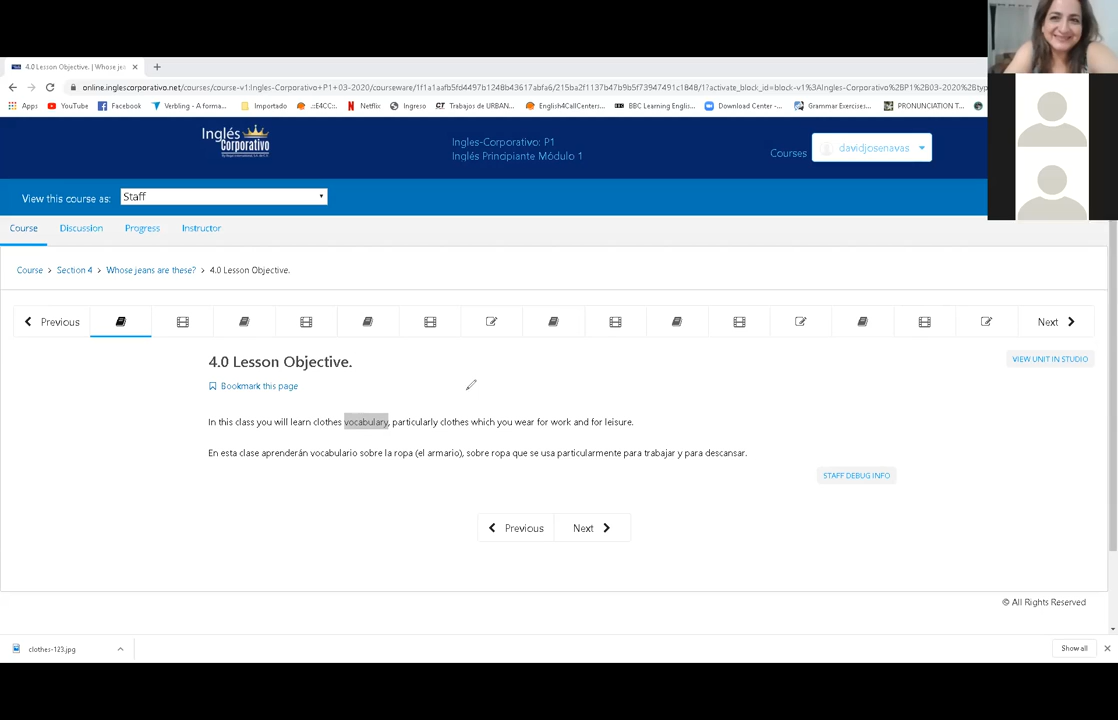 4.0 Lesson Objective. | Whose jea
online.inglescorporativo.net/courses/course-v1:Ingles-Corporativo+P1+03-2020/courseware/1f1a1aafb5fd4497b1248b43617abfa6/215ba2f1137b47b9b5f73947491c1848/1?activate_block_id=block-v1%3AIngles-Corporativo%2BP1%2B03-2020%2Btyp
Apps YouTube Facebook Verbling - A forma... Importado .::E4CC::. Netflix Ingreso Trabajos de URBAN... English4CallCenters... BBC Learning Englis... Download Center -... Grammar Exercises... PRONUNCIATION T...
Inglés
Corporativo
Ingles-Corporativo: P1
Inglés Principiante Módulo 1
Courses davidjosenavas
View this course as: Staff
Course Discussion Progress Instructor
Course > Section 4 > Whose jeans are these? > 4.0 Lesson Objective.
Previous Next
4.0 Lesson Objective.
VIEW UNIT IN STUDIO
Bookmark this page
In this class you will learn clothes vocabulary, particularly clothes which you wear for work and for leisure.
En esta clase aprenderán vocabulario sobre la ropa (el armario), sobre ropa que se usa particularmente para trabajar y para descansar.
STAFF DEBUG INFO
Previous Next
© All Rights Reserved
clothes-123.jpg Show all